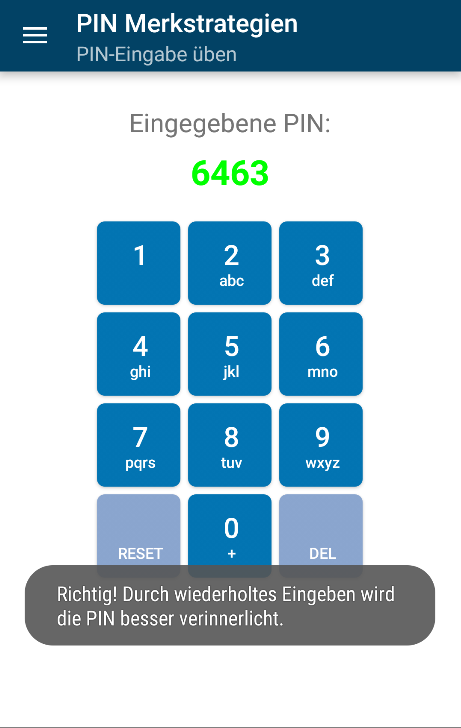 PIN Merkstrategien
PIN-Eingabe üben
Eingegebene PIN:
6463
1 2 3
abc def
4 5 6
ghi jkl mno
7 8 9
pqrs tuv wxyz
0
RESET + DEL
Richtig! Durch wiederholtes Eingeben wird
die PIN besser verinnerlicht.